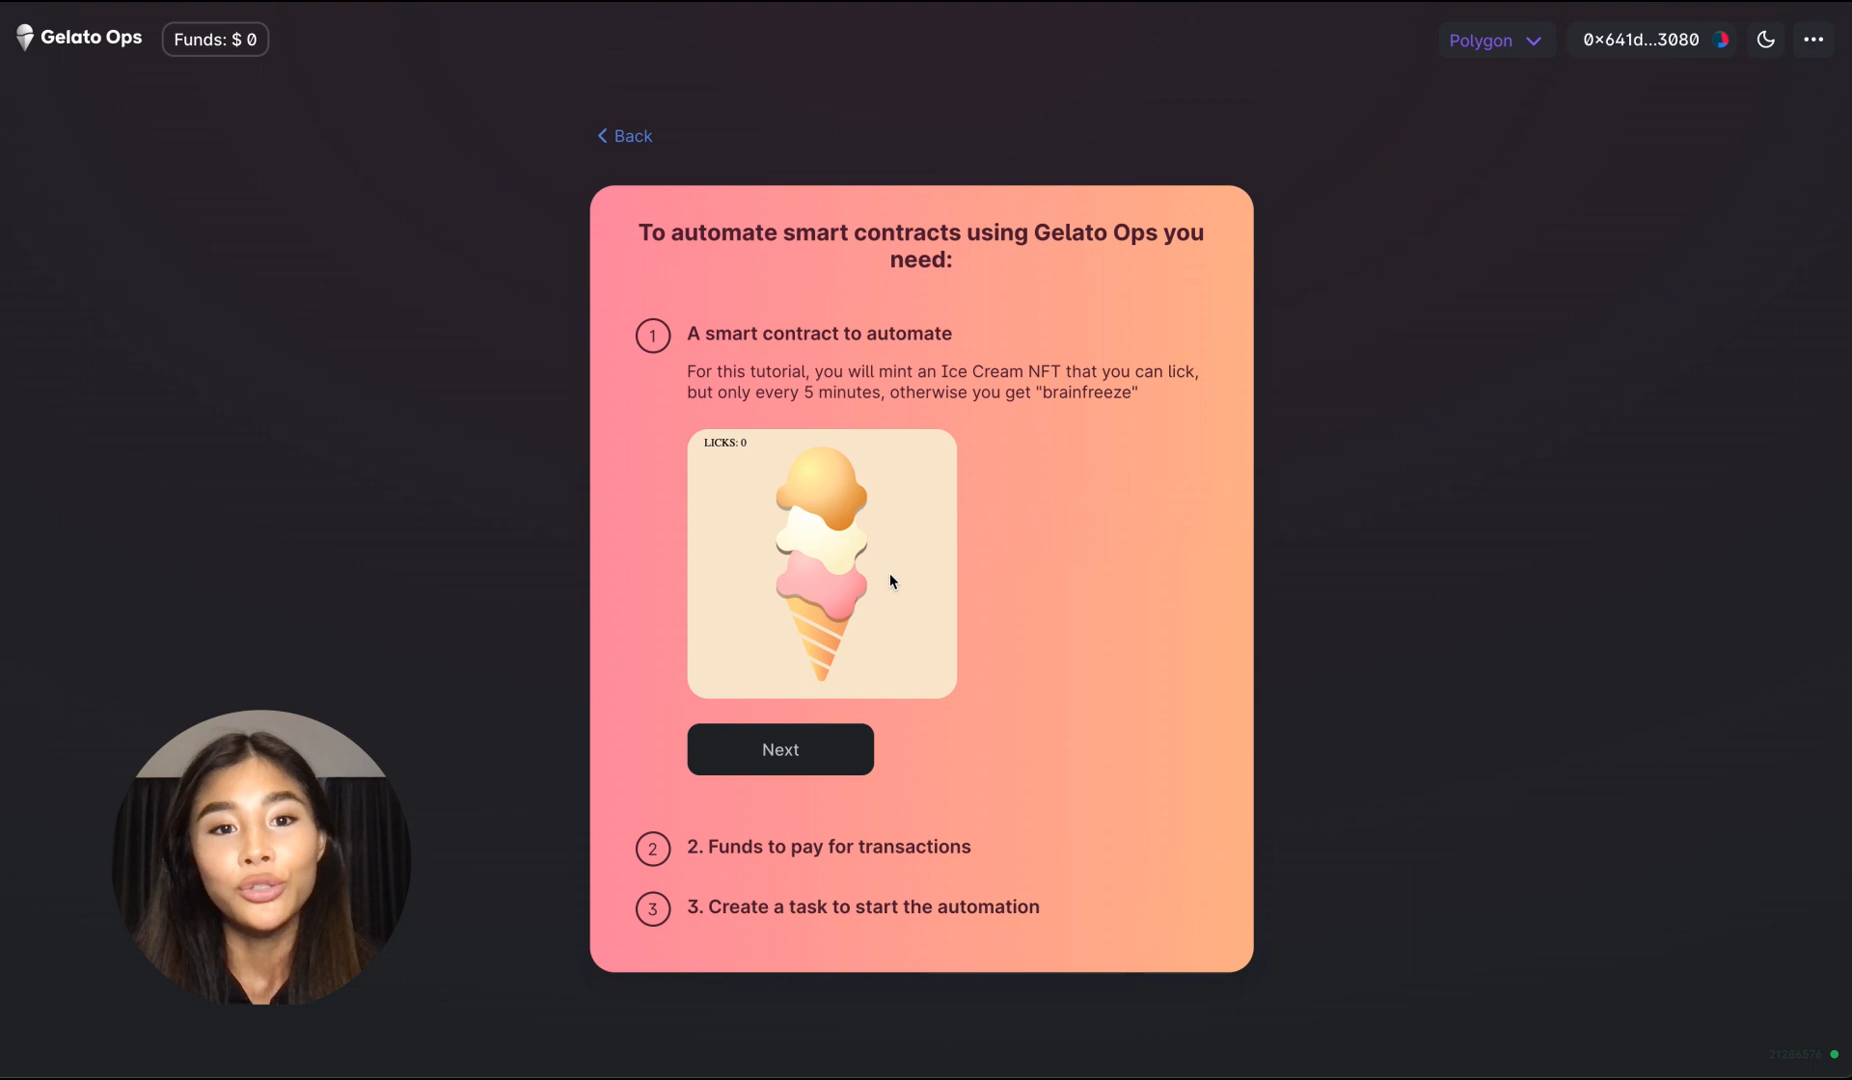 Gelato Ops
Funds: $ 0
Polygon
0×641d...3080
Back
To automate smart contracts using Gelato Ops you
need:
1
A smart contract to automate
For this tutorial, you will mint an Ice Cream NFT that you can lick,
but only every 5 minutes, otherwise you get "brainfreeze"
LICKS: 0
Next
2
2. Funds to pay for transactions
3
3. Create a task to start the automation
21286576